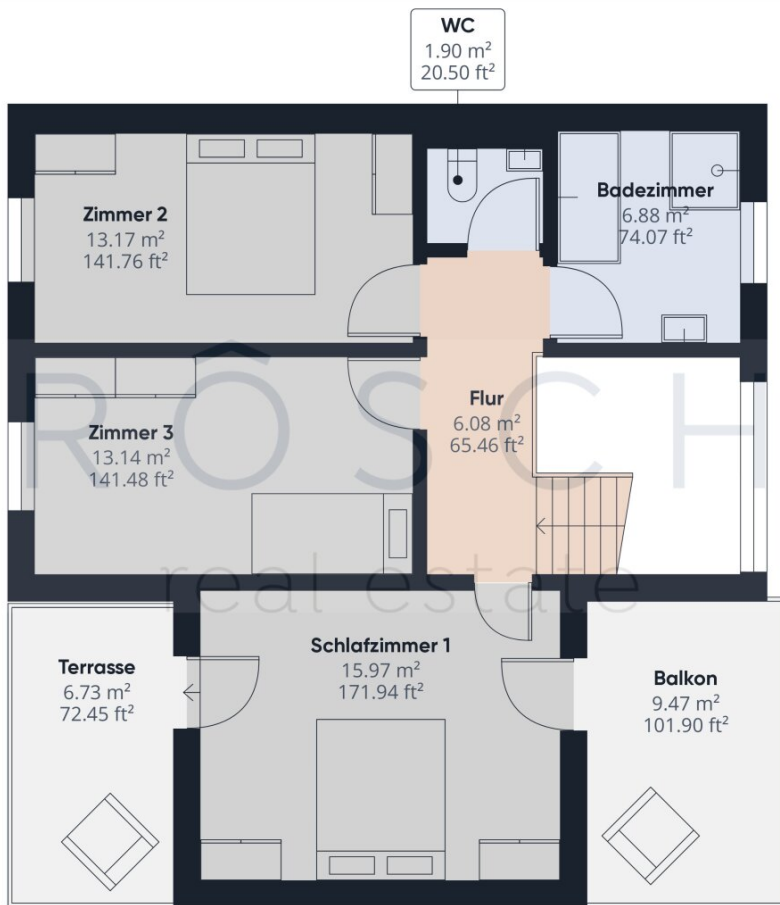 WC
1.90 m²
20.50 ft²
Zimmer 2
13.17 m²
141.76 ft²
Badezimmer
6.88 m²
74.07 ft²
Zimmer 3
13.14 m²
141.48 ft²
Flur
6.08 m²
65.46 ft²
RÔSCH
real estate
Schlafzimmer 1
15.97 m²
171.94 ft²
Terrasse
6.73 m²
72.45 ft²
Balkon
9.47 m²
101.90 ft²